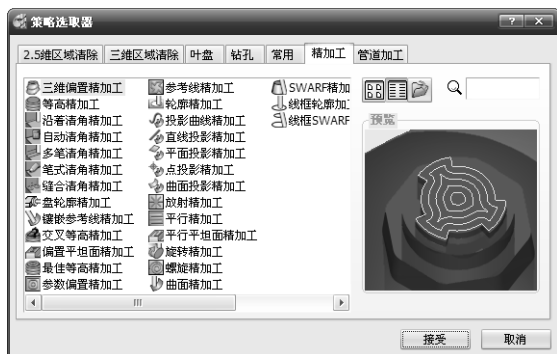 策略选取器
2.5维区域清除 三维区域清除 叶盘 钻孔 常用 精加工 管道加工
三维偏置精加工 参考线精加工 SWARF精加
等高精加工 轮廓精加工 线框轮廓加
沿着清角精加工 投影曲线精加工 线框SWARF
自动清角精加工 直线投影精加工
多笔清角精加工 平面投影精加工
笔式清角精加工 点投影精加工
缝合清角精加工 曲面投影精加工
盘轮廓精加工 放射精加工
镶嵌参考线精加工 平行精加工
交叉等高精加工 平行平坦面精加工
偏置平坦面精加工 旋转精加工
最佳等高精加工 螺旋精加工
参数偏置精加工 曲面精加工
预览
接受 取消